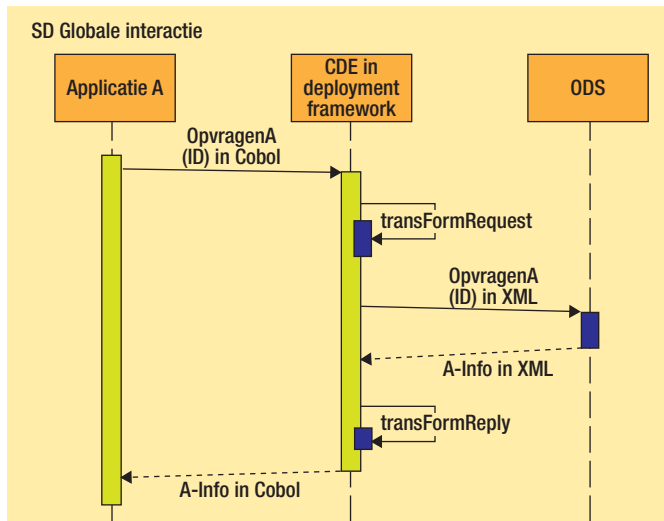 SD Globale interactie
Applicatie A
CDE in
deployment
framework
ODS
OpvragenA
(ID) in Cobol
transFormRequest
OpvragenA
(ID) in XML
A-Info in XML
transFormReply
A-Info in Cobol